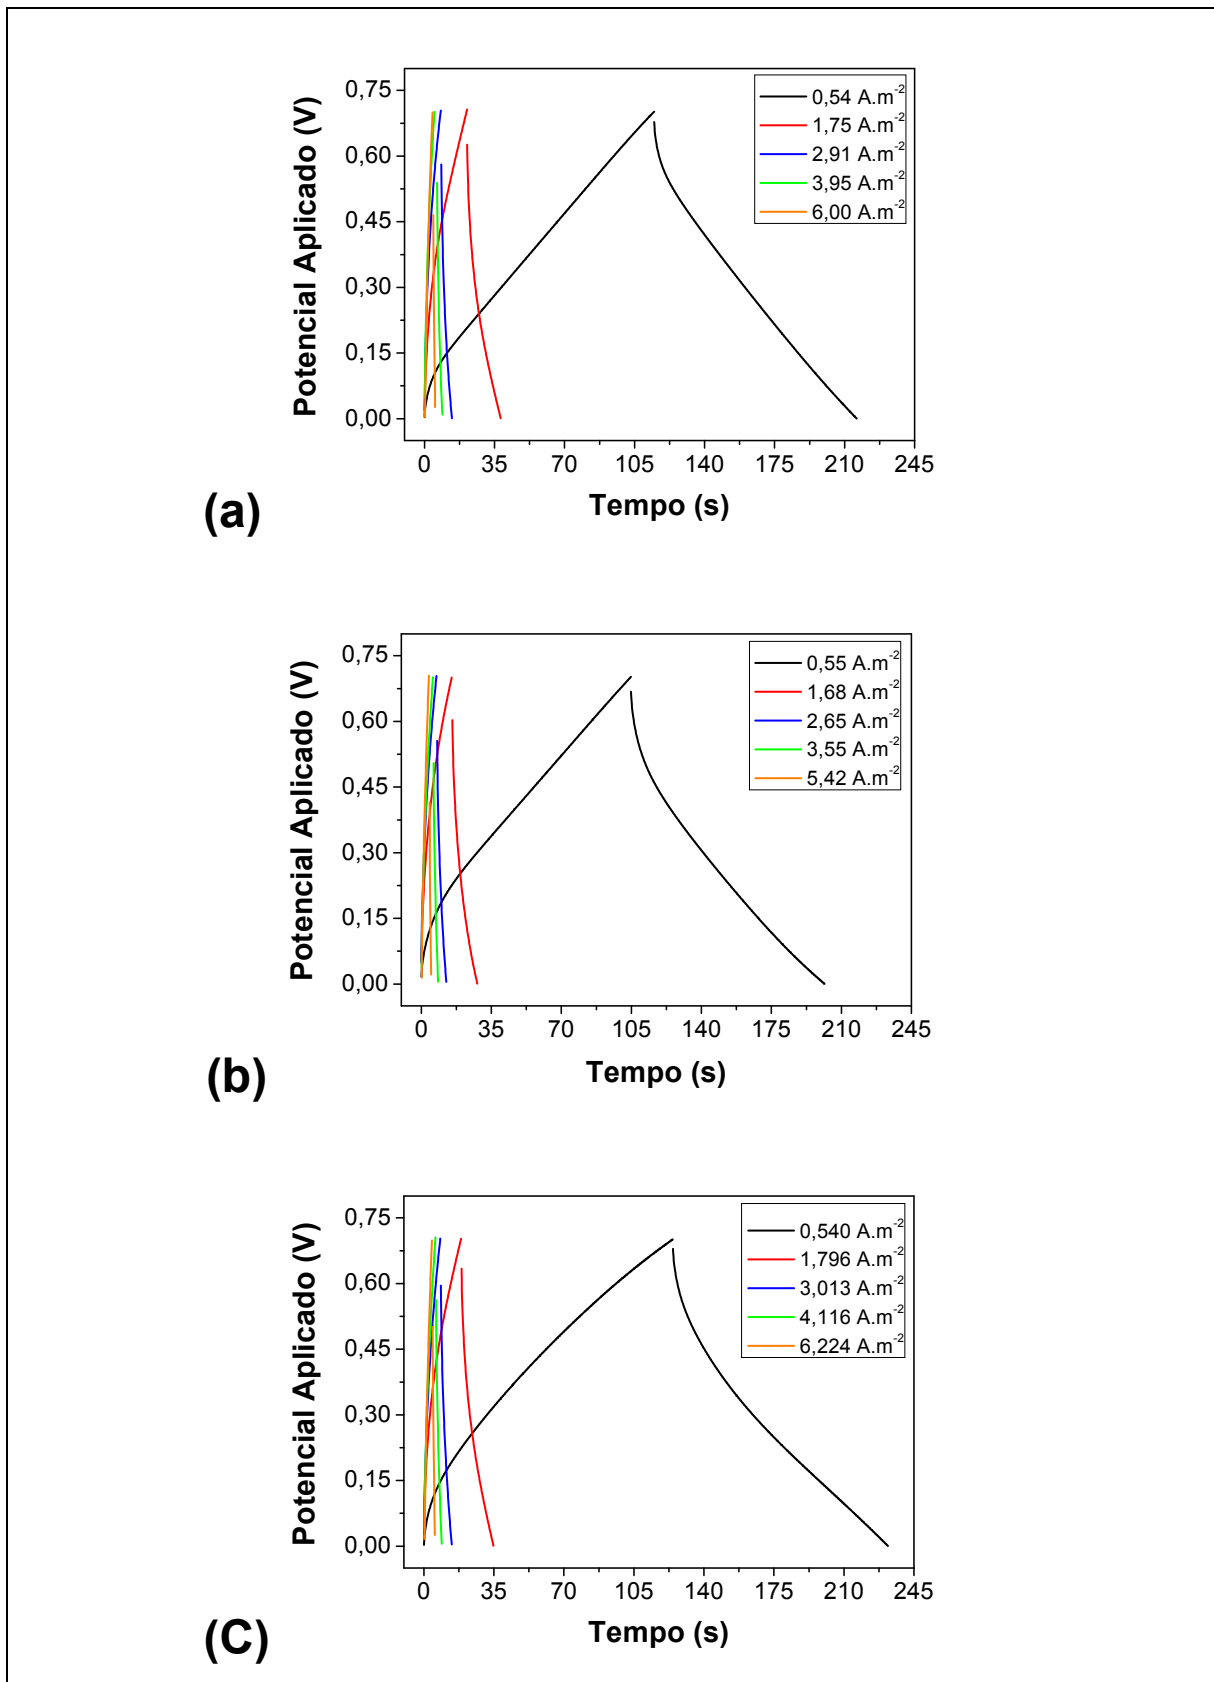 0,75
0,60
0,45
0,30
0,15
0,00
Potencial Aplicado (V)
0,54 A.m⁻²
1,75 A.m⁻²
2,91 A.m⁻²
3,95 A.m⁻²
6,00 A.m⁻²
0 35 70 105 140 175 210 245
Tempo (s)
(a)
0,75
0,60
0,45
0,30
0,15
0,00
Potencial Aplicado (V)
0,55 A.m⁻²
1,68 A.m⁻²
2,65 A.m⁻²
3,55 A.m⁻²
5,42 A.m⁻²
0 35 70 105 140 175 210 245
Tempo (s)
(b)
0,75
0,60
0,45
0,30
0,15
0,00
Potencial Aplicado (V)
0,540 A.m⁻²
1,796 A.m⁻²
3,013 A.m⁻²
4,116 A.m⁻²
6,224 A.m⁻²
0 35 70 105 140 175 210 245
Tempo (s)
(C)